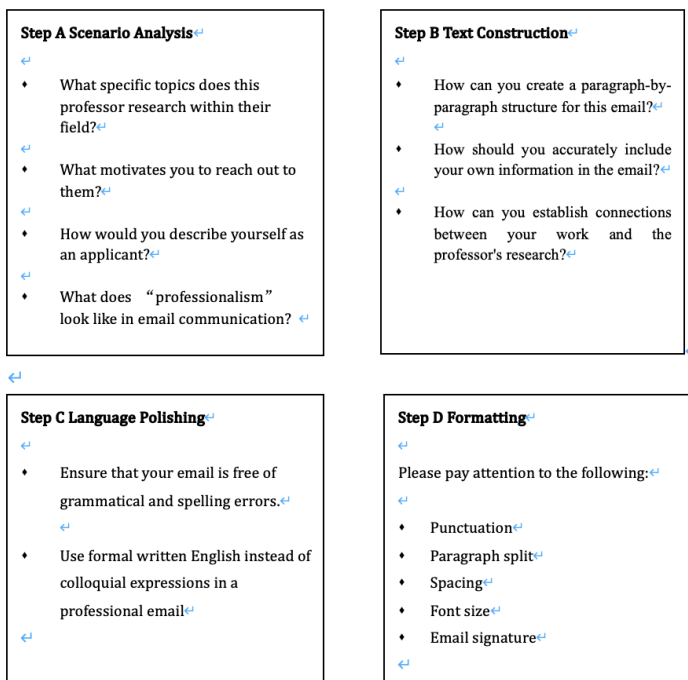 Step A Scenario Analysis
What specific topics does this
professor research within their
field?
What motivates you to reach out to
them?
How would you describe yourself as
an applicant?
What does “professionalism”
look like in email communication?
Step B Text Construction
How can you create a paragraph-by-
paragraph structure for this email?
How should you accurately include
your own information in the email?
How can you establish connections
between your work and the
professor's research?
Step C Language Polishing
Ensure that your email is free of
grammatical and spelling errors.
Use formal written English instead of
colloquial expressions in a
professional email
Step D Formatting
Please pay attention to the following:
Punctuation
Paragraph split
Spacing
Font size
Email signature